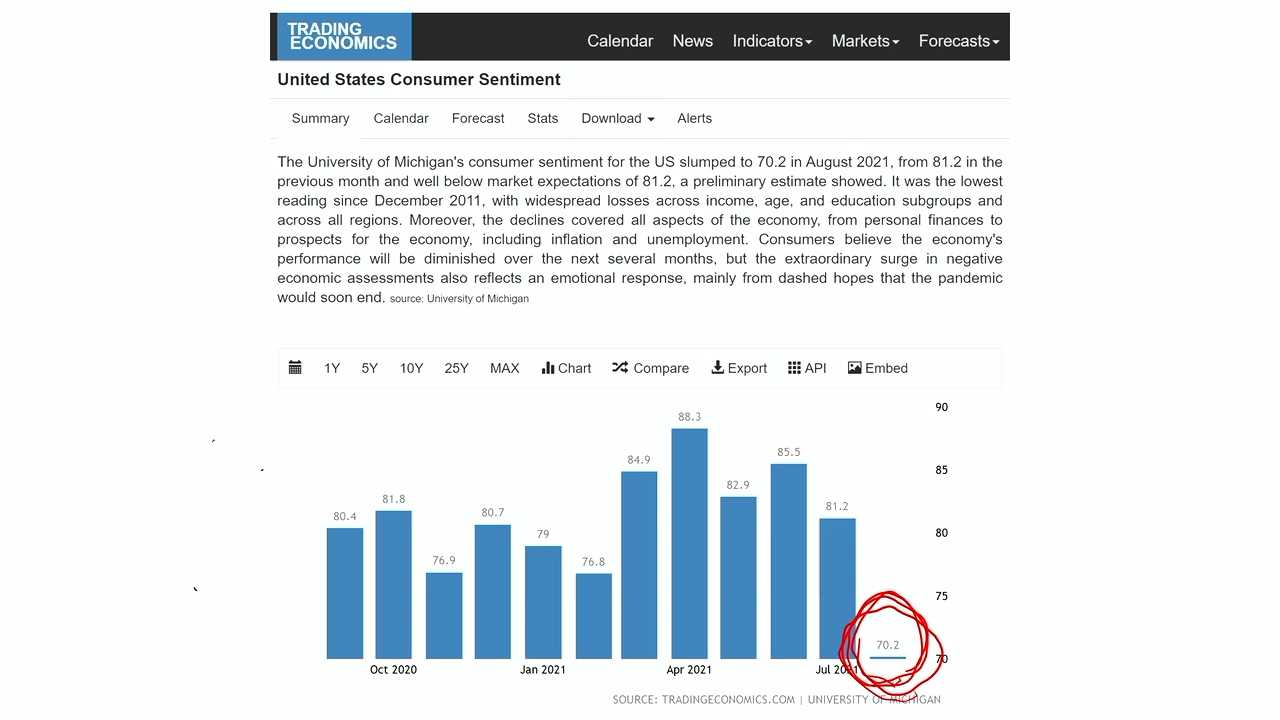 TRADING
ECONOMICS
Calendar News Indicators Markets Forecasts
United States Consumer Sentiment
Summary Calendar Forecast Stats Download Alerts
The University of Michigan's consumer sentiment for the US slumped to 70.2 in August 2021, from 81.2 in the
previous month and well below market expectations of 81.2, a preliminary estimate showed. It was the lowest
reading since December 2011, with widespread losses across income, age, and education subgroups and
across all regions. Moreover, the declines covered all aspects of the economy, from personal finances to
prospects for the economy, including inflation and unemployment. Consumers believe the economy's
performance will be diminished over the next several months, but the extraordinary surge in negative
economic assessments also reflects an emotional response, mainly from dashed hopes that the pandemic
would soon end. source: University of Michigan
1Y 5Y 10Y 25Y MAX Chart Compare Export API Embed
90
88.3
85.5
84.9
85
82.9
81.8
81.2
80.4
80.7
80
79
76.9
76.8
75
70.2
70
Oct 2020 Jan 2021 Apr 2021 Jul 2021
SOURCE: TRADINGECONOMICS.COM | UNIVERSITY OF MICHIGAN